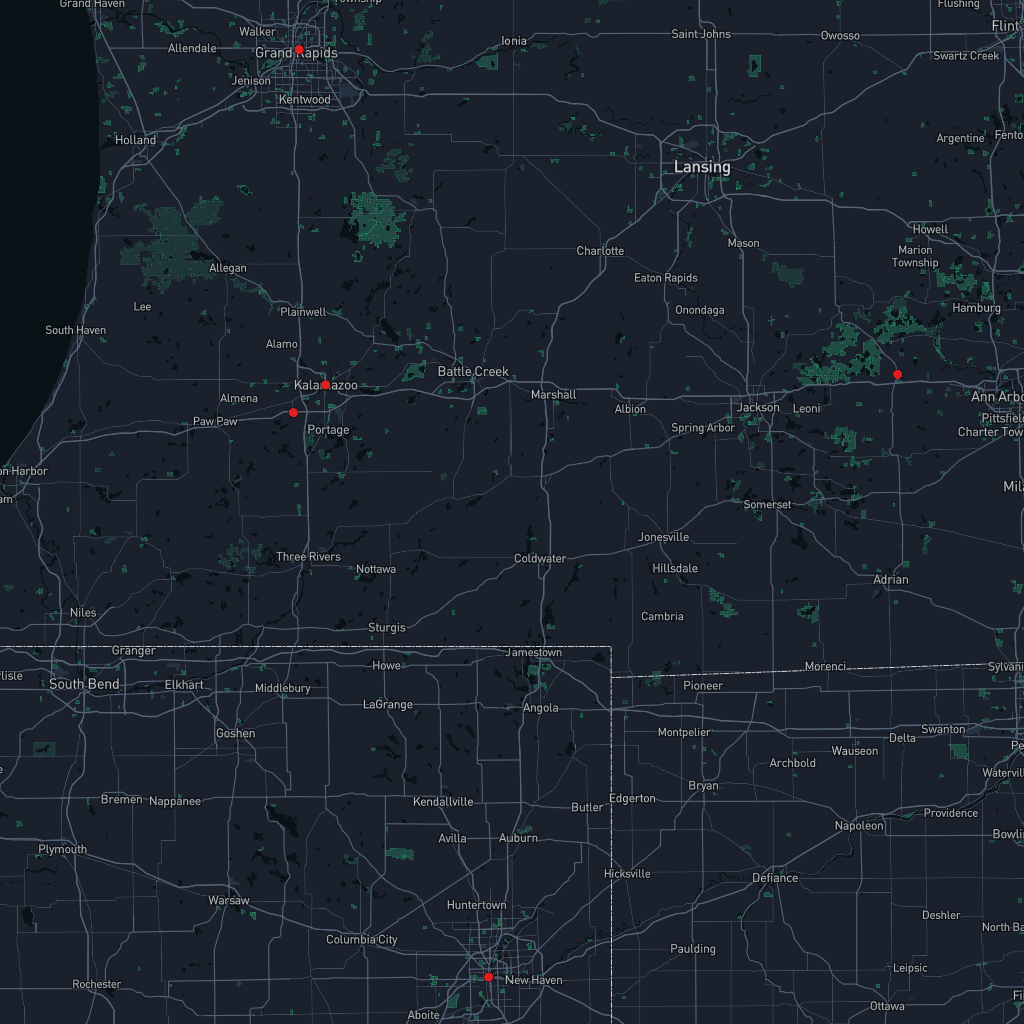 Grand Haven
Township
Flushing
Walker
Flint
Saint Johns
Owosso
Ionia
Allendale
Grand Rapids
Swartz Creek
Jenison
Kentwood
Holland
Argentine
Fento
Lansing
Howell
Mason
Charlotte
Marion
Township
Allegan
Eaton Rapids
Lee
Plainwell
Onondaga
Hamburg
South Haven
Alamo
Battle Creek
Kalamazoo
Almena
Marshall
Ann Arbo
Albion
Jackson
Leoni
Paw Paw
Portage
Spring Arbor
Pittsfiel
Charter Tow
on Harbor
Mila
am
Somerset
Jonesville
Three Rivers
Nottawa
Coldwater
Hillsdale
Adrian
Niles
Cambria
Sturgis
Granger
Jamestown
Howe
Morenci
Sylvani
rlisle
South Bend
Elkhart
Middlebury
Pioneer
LaGrange
Angola
Goshen
Montpelier
Swanton
Delta
Wauseon
Pe
Archbold
Watervil
e
Bryan
Bremen
Nappanee
Kendallville
Butler
Edgerton
Providence
Napoleon
Avilla
Auburn
Bowlin
Plymouth
Hicksville
Defiance
Warsaw
Huntertown
Deshler
North Ba
Columbia City
Paulding
Leipsic
Rochester
New Haven
Fi
Ottawa
Aboite